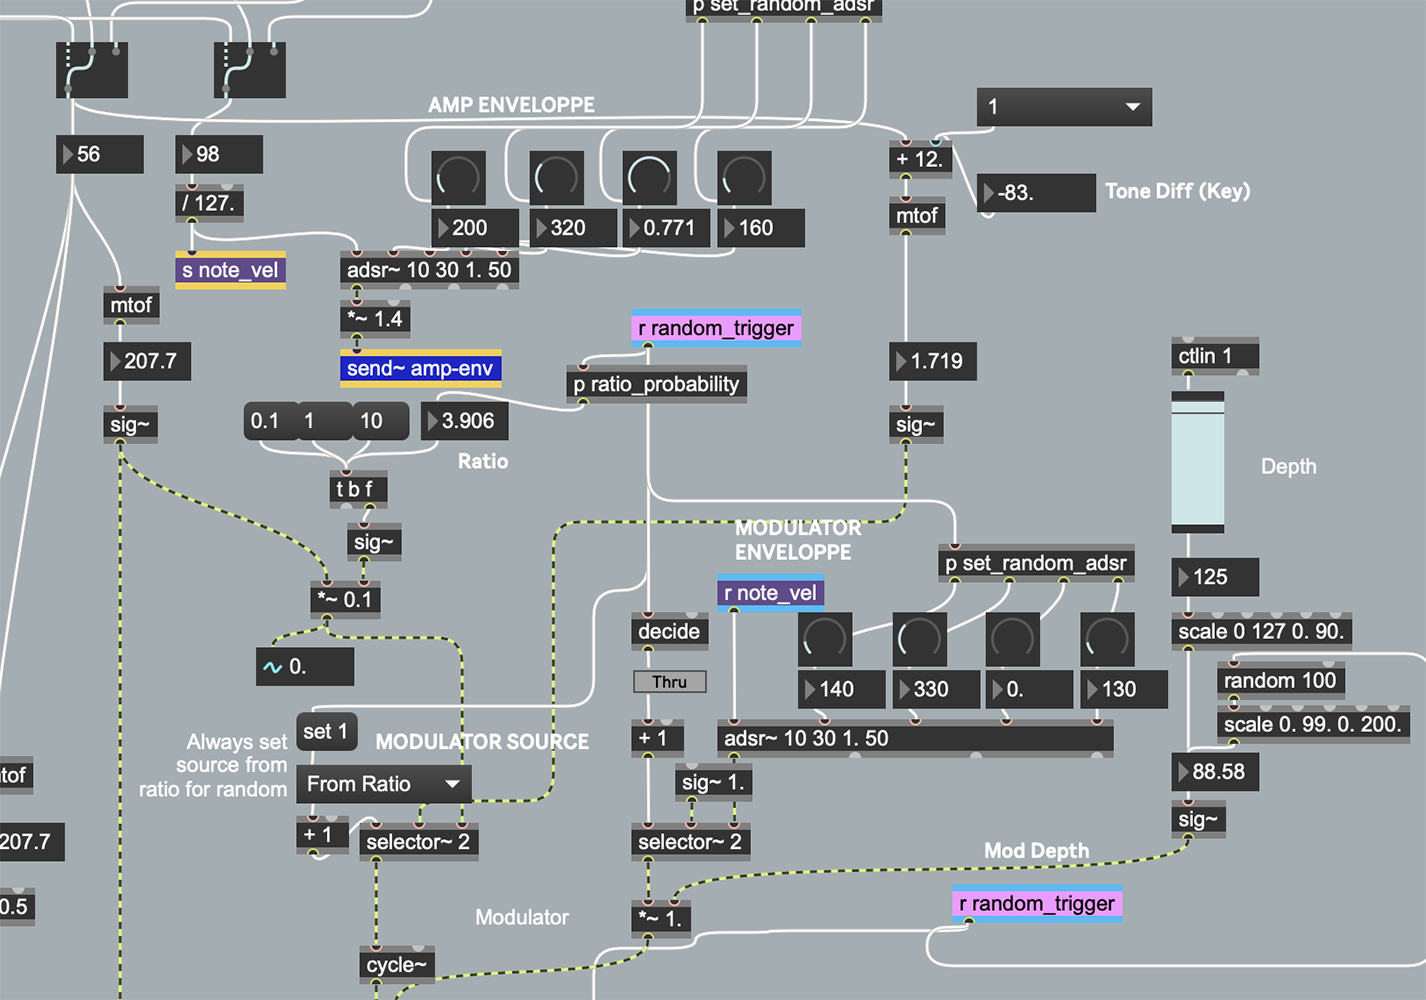 p set_random_adsr
AMP ENVELOPPE
1
56
98
+ 12.
-83.
Tone Diff (Key)
/ 127.
mtof
200
320
0.771
160
s note_vel
adsr~ 10 30 1. 50
mtof
*~ 1.4
r random_trigger
207.7
send~ amp-env
p ratio_probability
1.719
ctlin 1
0.1
1
10
3.906
sig~
sig~
Ratio
Depth
t b f
MODULATOR
ENVELOPPE
sig~
p set_random_adsr
125
r note_vel
*~ 0.1
decide
scale 0 127 0. 90.
0.
Thru
140
330
0.
130
random 100
scale 0. 99. 0. 200.
set 1
Always set
source from
ratio for random
MODULATOR SOURCE
+ 1
adsr~ 10 30 1. 50
tof
From Ratio
sig~ 1.
88.58
207.7
+ 1
selector~ 2
selector~ 2
sig~
Mod Depth
0.5
Modulator
*~ 1.
r random_trigger
cycle~